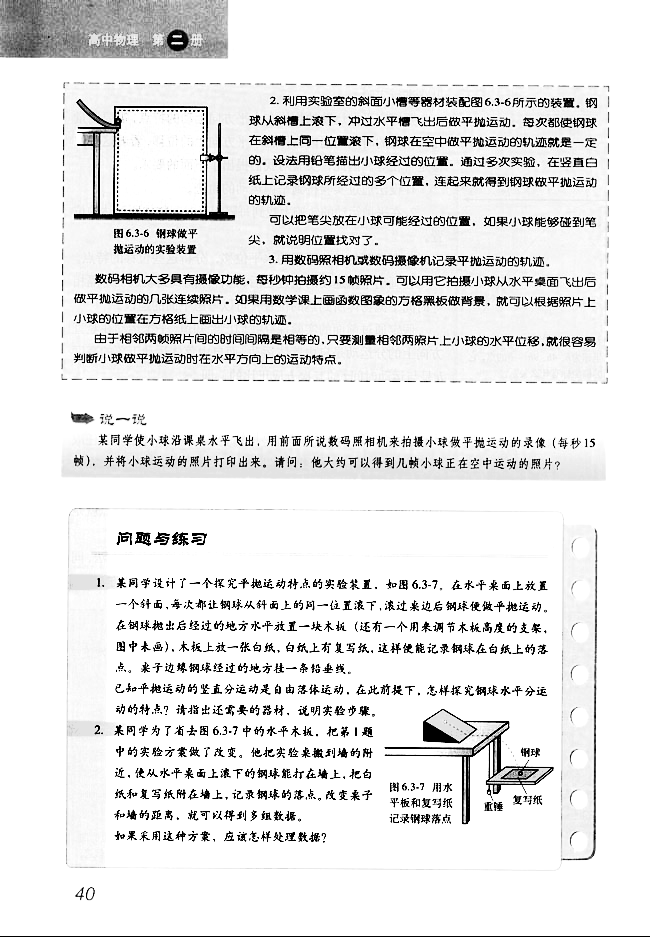 高中物理 第二册
2. 利用实验室的斜面小槽等器材装配图6.3-6所示的装置。钢
球从斜槽上滚下，冲过水平槽飞出后做平抛运动。每次都使钢球
在斜槽上同一位置滚下，钢球在空中做平抛运动的轨迹就是一定
的。设法用铅笔描出小球经过的位置。通过多次实验，在竖直白
纸上记录钢球所经过的多个位置，连起来就得到钢球做平抛运动
的轨迹。
可以把笔尖放在小球可能经过的位置，如果小球能够碰到笔
尖，就说明位置找对了。
3. 用数码照相机或数码摄像机记录平抛运动的轨迹。
图6.3-6 钢球做平
抛运动的实验装置
数码相机大多具有摄像功能，每秒钟拍摄约15帧照片。可以用它拍摄小球从水平桌面飞出后
做平抛运动的几张连续照片。如果用数学课上画函数图象的方格黑板做背景，就可以根据照片上
小球的位置在方格纸上画出小球的轨迹。
由于相邻两帧照片间的时间间隔是相等的，只要测量相邻两照片上小球的水平位移，就很容易
判断小球做平抛运动时在水平方向上的运动特点。
说一说
某同学使小球沿课桌水平飞出，用前面所说数码照相机来拍摄小球做平抛运动的录像（每秒15
帧），并将小球运动的照片打印出来。请问：他大约可以得到几帧小球正在空中运动的照片？
问题与练习
1. 某同学设计了一个探究平抛运动特点的实验装置，如图6.3-7。在水平桌面上放置
一个斜面，每次都让钢球从斜面上的同一位置滚下，滚过桌边后钢球便做平抛运动。
在钢球抛出后经过的地方水平放置一块木板（还有一个用来调节木板高度的支架，
图中未画），木板上放一张白纸，白纸上有复写纸，这样便能记录钢球在白纸上的落
点。桌子边缘钢球经过的地方挂一条铅垂线。
已知平抛运动的竖直分运动是自由落体运动，在此前提下，怎样探究钢球水平分运
动的特点？请指出还需要的器材，说明实验步骤。
2. 某同学为了省去图6.3-7中的水平木板，把第1题
中的实验方案做了改变。他把实验桌搬到墙的附
近，使从水平桌面上滚下的钢球能打在墙上，把白
纸和复写纸附在墙上，记录钢球的落点。改变桌子
和墙的距离，就可以得到多组数据。
如果采用这种方案，应该怎样处理数据？
钢球
重锤
复写纸
图6.3-7 用水
平板和复写纸
记录钢球落点
40